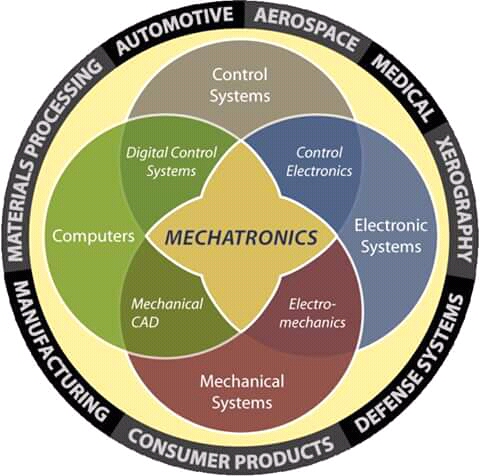 AUTOMOTIVE
AEROSPACE
MEDICAL
XEROGRAPHY
DEFENSE SYSTEMS
CONSUMER PRODUCTS
MANUFACTURING
MATERIALS PROCESSING
Control
Systems
Digital Control
Systems
Control
Electronics
Computers
MECHATRONICS
Electronic
Systems
Mechanical
CAD
Electro-
mechanics
Mechanical
Systems